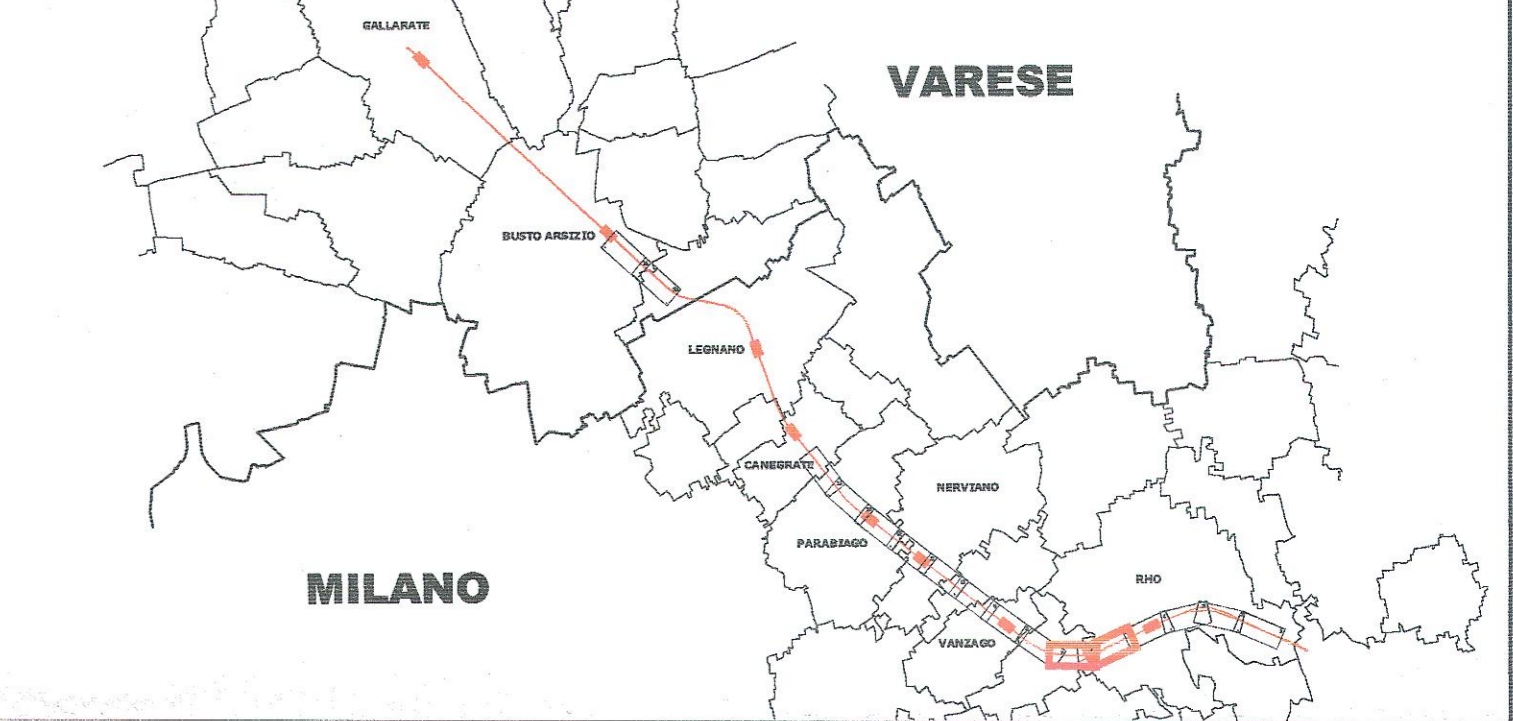 GALLARATE
VARESE
BUSTO ARSIZIO
LEGNANO
CANEGRATE
NERVIANO
PARABIAGO
RHO
MILANO
VANZAGO